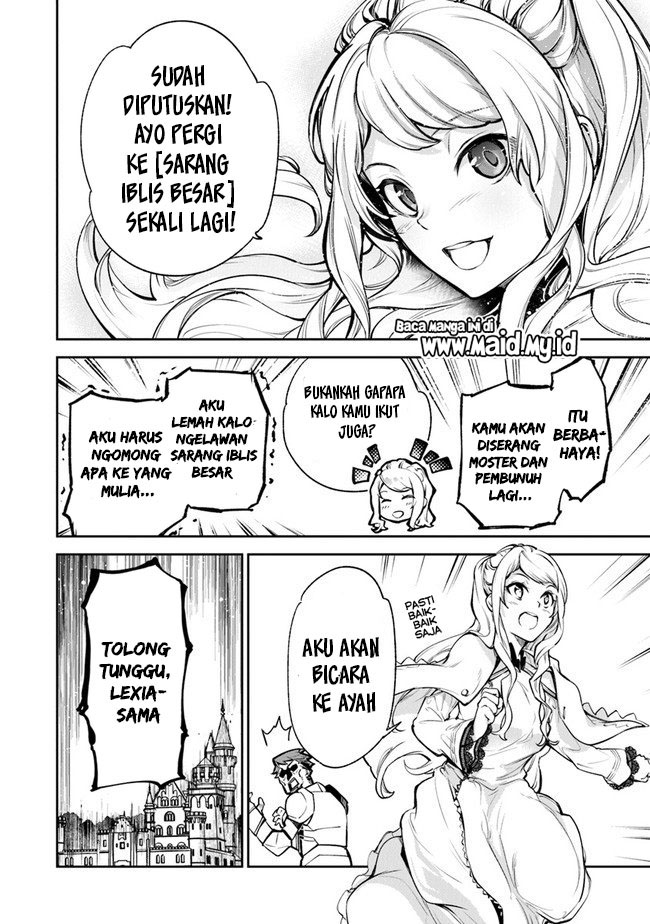 SUDAH
DIPUTUSKAN!
AYO PERGI
KE [SARANG
IBLIS BESAR]
SEKALI LAGI!
Baca Manga ini di
www.Maid.My.id
ITU
BERBA-
HAYA!
KAMU AKAN
DISERANG
MOSTER DAN
PEMBUNUH
LAGI...
BUKANKAH GAPAPA
KALO KAMU IKUT
JUGA?
AKU
LEMAH KALO
NGELAWAN
SARANG IBLIS
BESAR
AKU HARUS
NGOMONG
APA KE YANG
MULIA...
PASTI
BAIK-
BAIK
SAJA
AKU AKAN
BICARA
KE AYAH
TOLONG
TUNGGU,
LEXIA-
SAMA